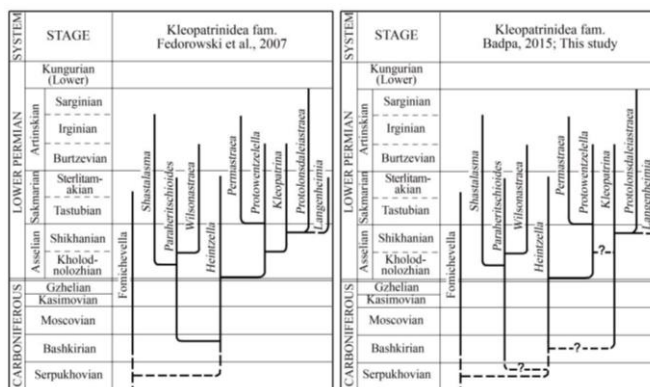 SYSTEM
STAGE
Kleopatrinidea fam.
Fedorowski et al., 2007
LOWER PERMIAN
Kungurian
(Lower)
Artinskian
Sarginian
Irginian
Burtzevian
Sakmarian
Sterlitam-
akian
Tastubian
Asselian
Shikhanian
Kholod-
nolozhian
CARBONIFEROUS
Gzhelian
Kasimovian
Moscovian
Bashkirian
Serpukhovian
Fomichevella
Shastalasma
Paraheritschioides
Wilsonastraea
Heintzella
Permastraea
Protowentzelella
Kleopatrina
Protolonsdaleiastraea
Langenheimia
SYSTEM
STAGE
Kleopatrinidea fam.
Badpa, 2015; This study
LOWER PERMIAN
Kungurian
(Lower)
Artinskian
Sarginian
Irginian
Burtzevian
Sakmarian
Sterlitam-
akian
Tastubian
Asselian
Shikhanian
Kholod-
nolozhian
CARBONIFEROUS
Gzhelian
Kasimovian
Moscovian
Bashkirian
Serpukhovian
Fomichevella
Shastalasma
Paraheritschioides
Wilsonastraea
Heintzella
Permastraea
Protowentzelella
Kleopatrina
Protolonsdaleiastraea
Langenheimia
?
?
?